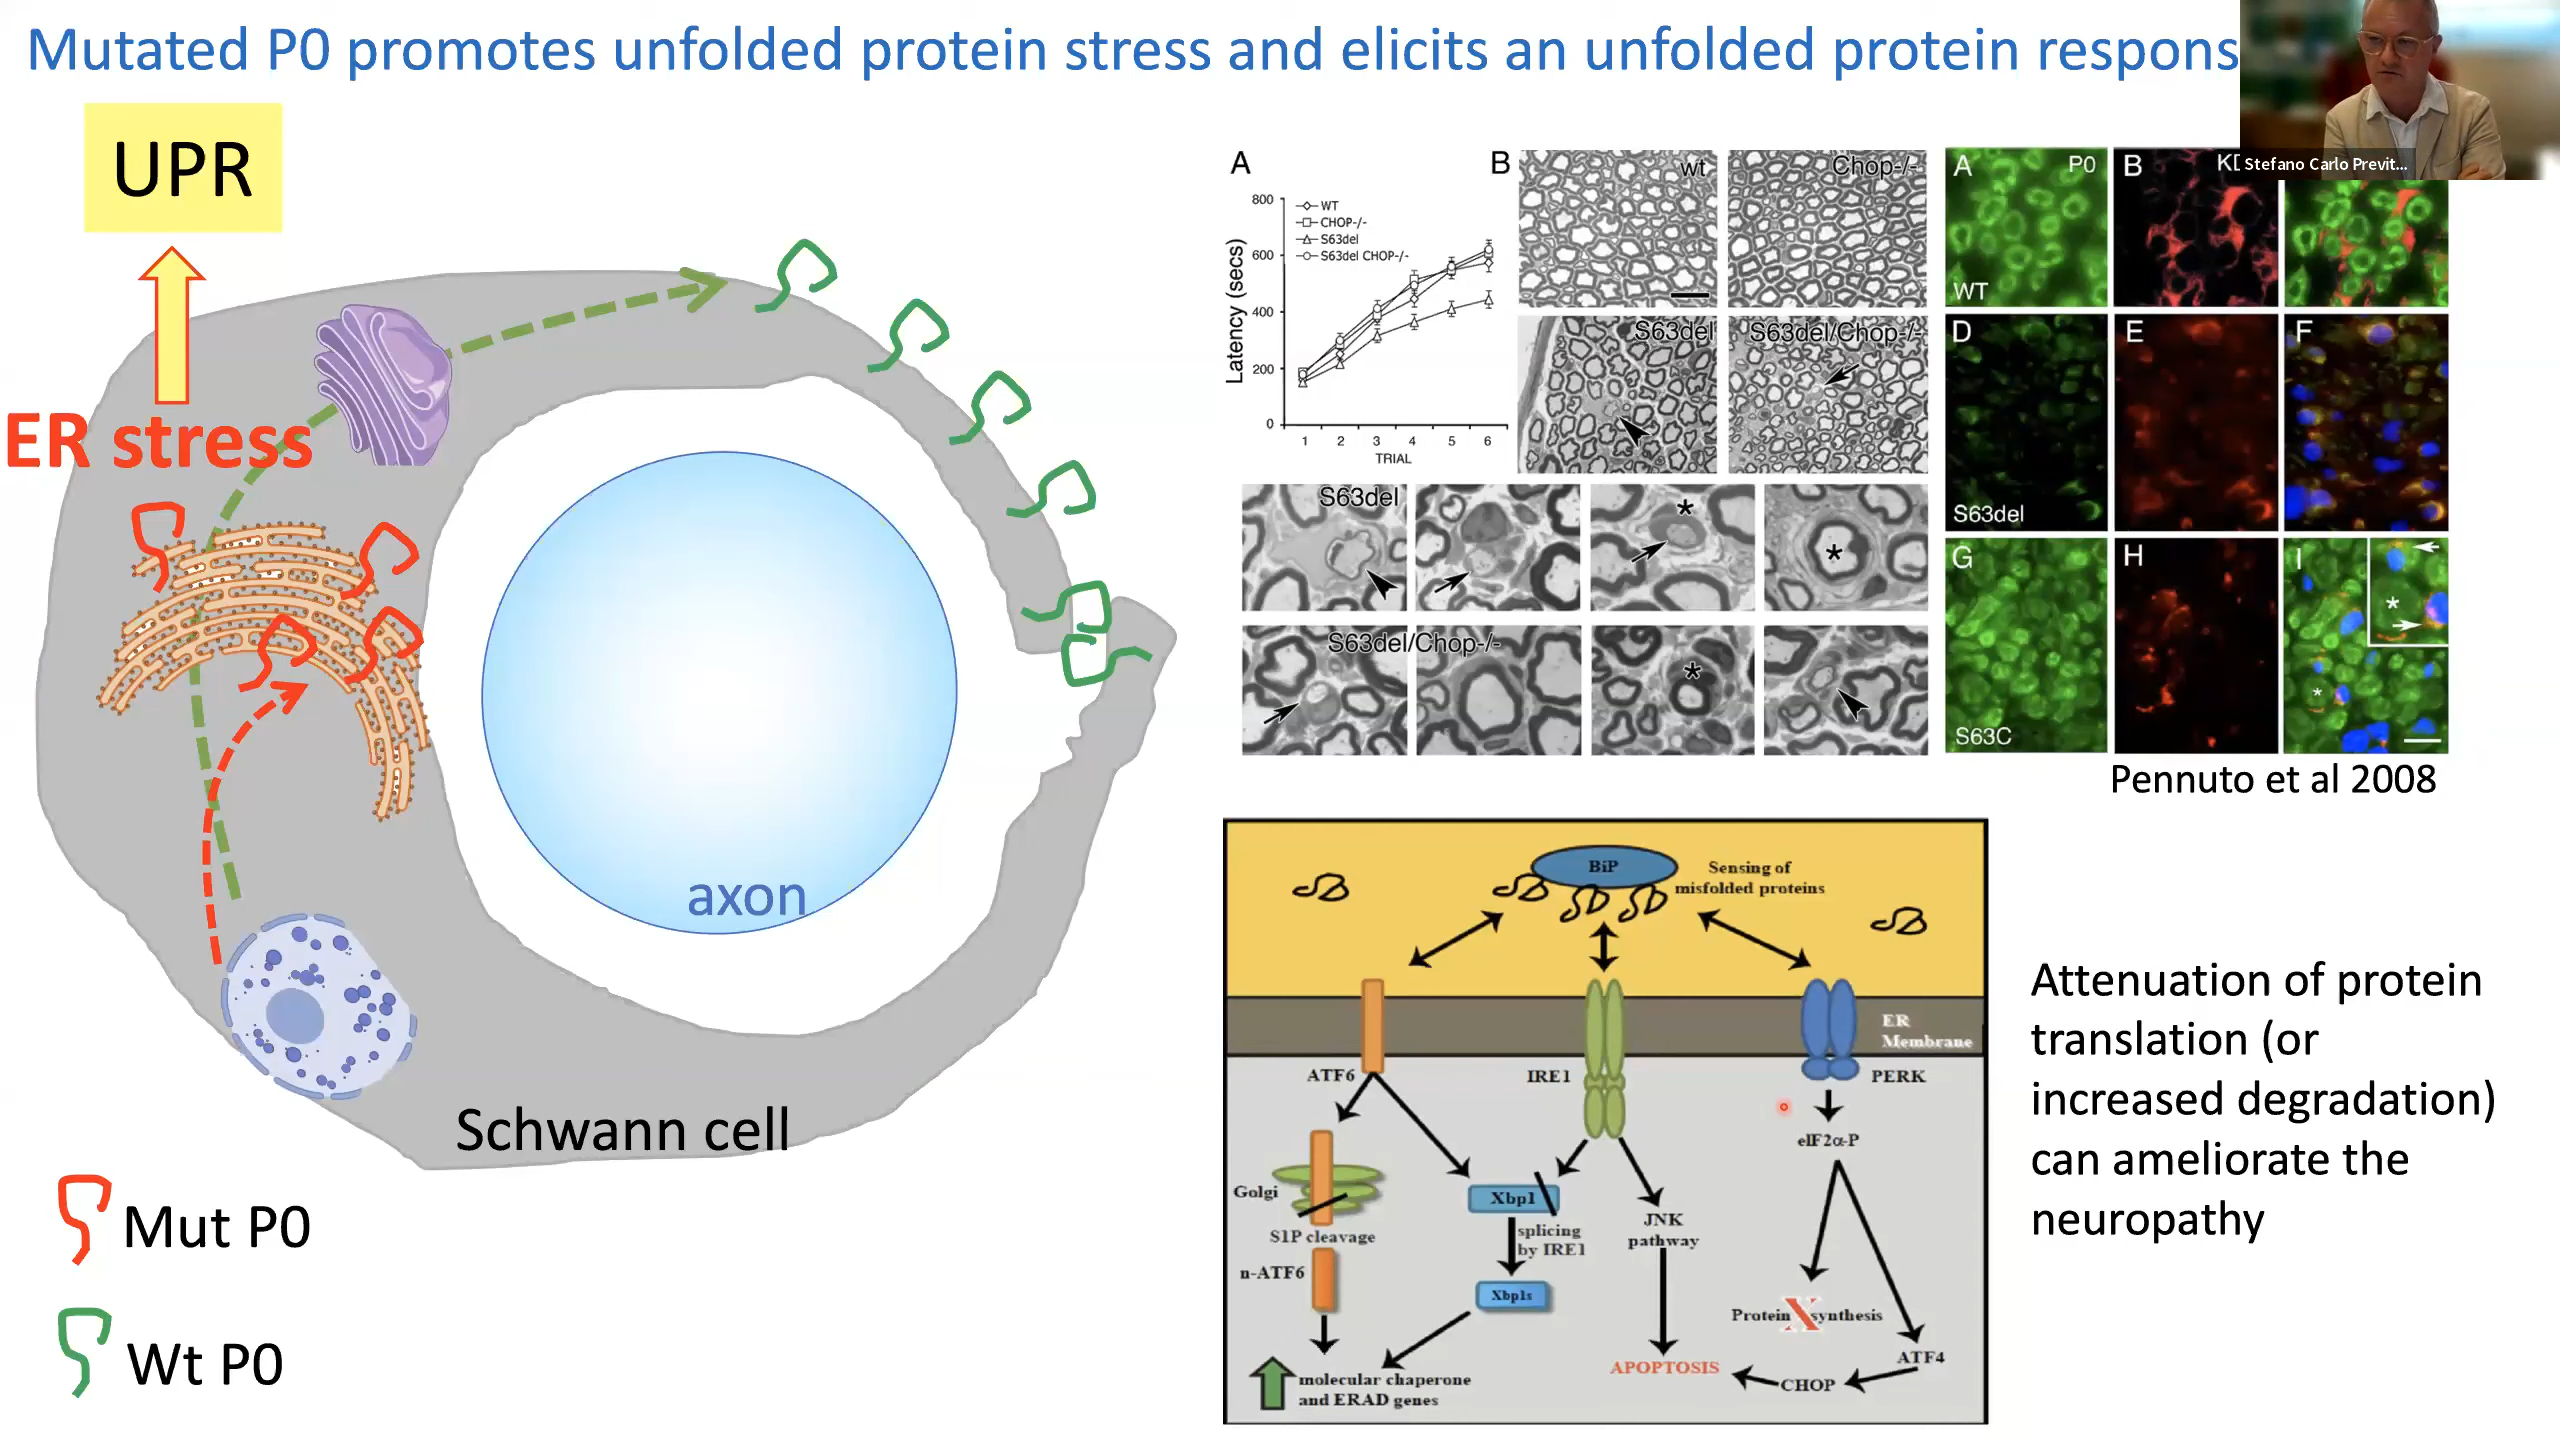 Mutated P0 promotes unfolded protein stress and elicits an unfolded protein respons
Stefano Carlo Previt...
UPR
ER stress
axon
Schwann cell
Mut P0
Wt P0
A
Latency (secs)
800
600
400
200
0
WT
CHOP-/-
S63del
S63del CHOP-/-
1 2 3 4 5 6
TRIAL
B
wt
Chop-/-
S63del
S63del/Chop-/-
S63del
S63del/Chop-/-
A P0
WT
B
D
S63del
E
F
G
S63C
H
I
Pennuto et al 2008
BiP
Sensing of
misfolded proteins
ER
Membrane
ATF6
IRE1
PERK
eIF2α-P
Golgi
S1P cleavage
n-ATF6
Xbp1
splicing
by IRE1
Xbp1s
JNK
pathway
Protein synthesis
ATF4
CHOP
APOPTOSIS
molecular chaperone
and ERAD genes
Attenuation of protein
translation (or
increased degradation)
can ameliorate the
neuropathy